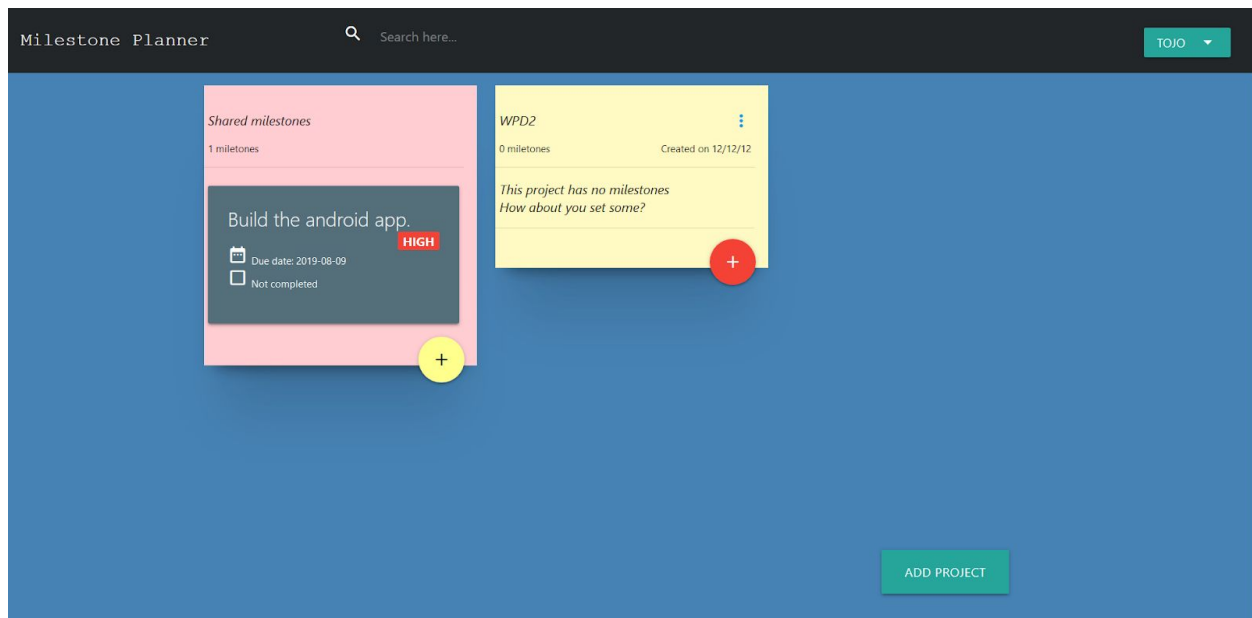 Milestone Planner
Search here...
TOJO
Shared milestones
1 miletones
Build the android app.
HIGH
Due date: 2019-08-09
Not completed
+
WPD2
0 miletones
Created on 12/12/12
This project has no milestones
How about you set some?
+
ADD PROJECT